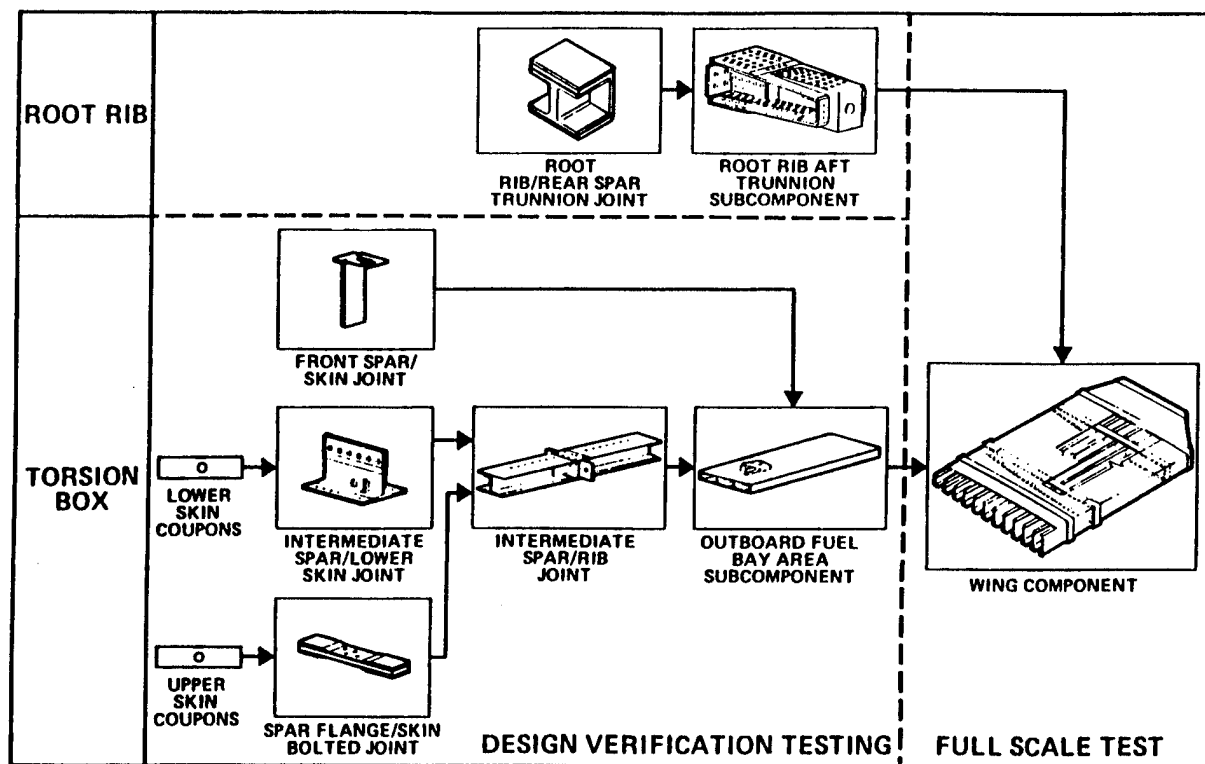 ROOT RIB
ROOT
RIB/REAR SPAR
TRUNNION JOINT
ROOT RIB AFT
TRUNNION
SUBCOMPONENT
TORSION
BOX
FRONT SPAR/
SKIN JOINT
LOWER
SKIN
COUPONS
INTERMEDIATE
SPAR/LOWER
SKIN JOINT
INTERMEDIATE
SPAR/RIB
JOINT
OUTBOARD FUEL
BAY AREA
SUBCOMPONENT
WING COMPONENT
UPPER
SKIN
COUPONS
SPAR FLANGE/SKIN
BOLTED JOINT
DESIGN VERIFICATION TESTING
FULL SCALE TEST